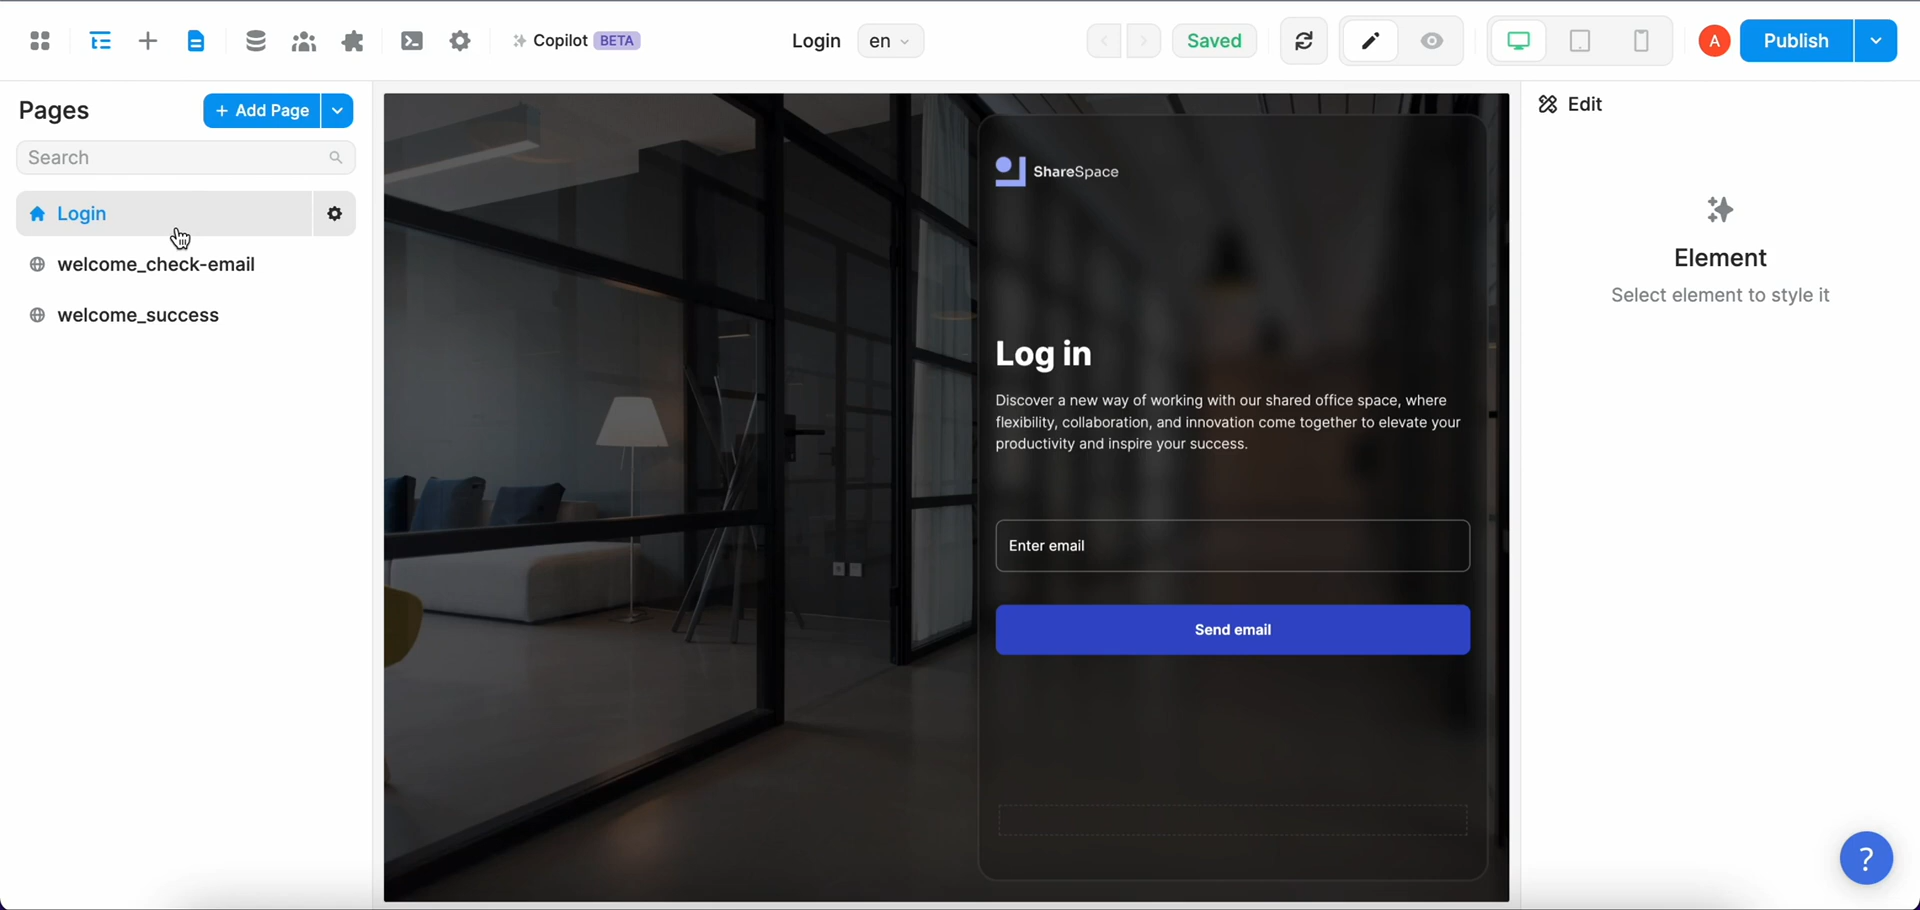 Copilot BETA
Login
en
Saved
A
Publish
Pages
+ Add Page
Search
Login
welcome_check-email
welcome_success
ShareSpace
Log in
Discover a new way of working with our shared office space, where
flexibility, collaboration, and innovation come together to elevate your
productivity and inspire your success.
Enter email
Send email
Edit
Element
Select element to style it
?